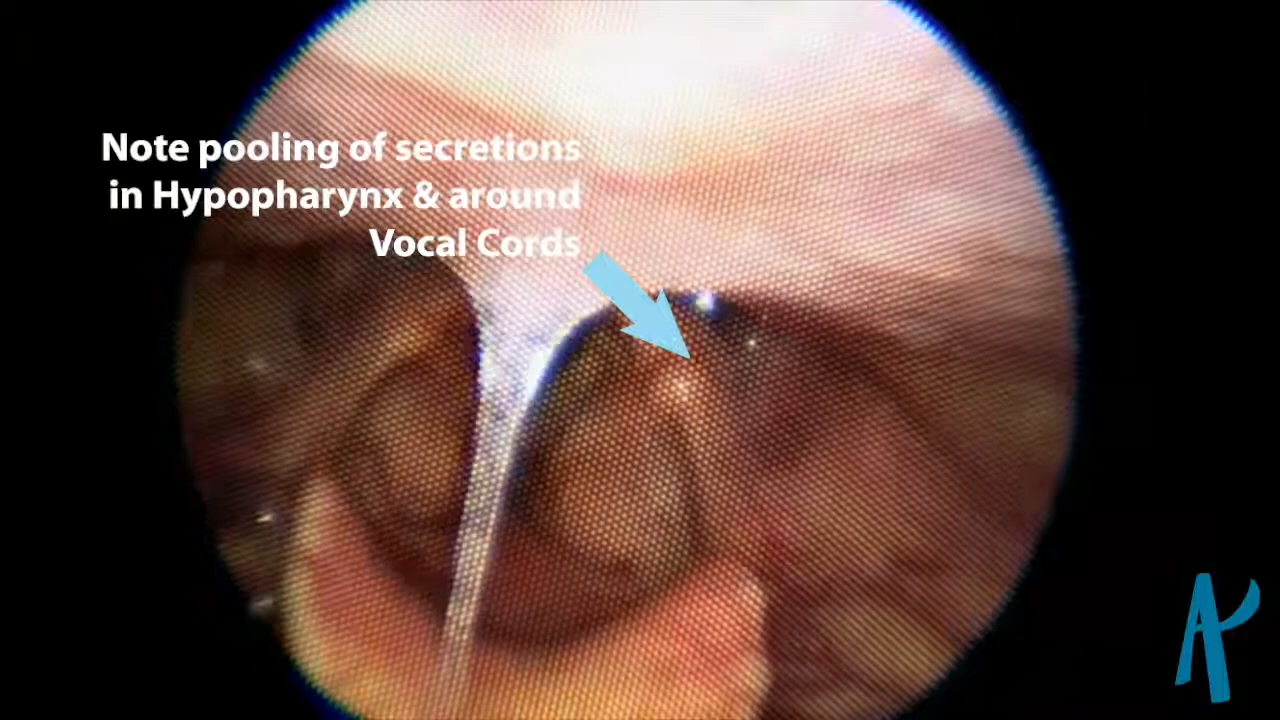 Note pooling of secretions
in Hypopharynx & around
Vocal Cords